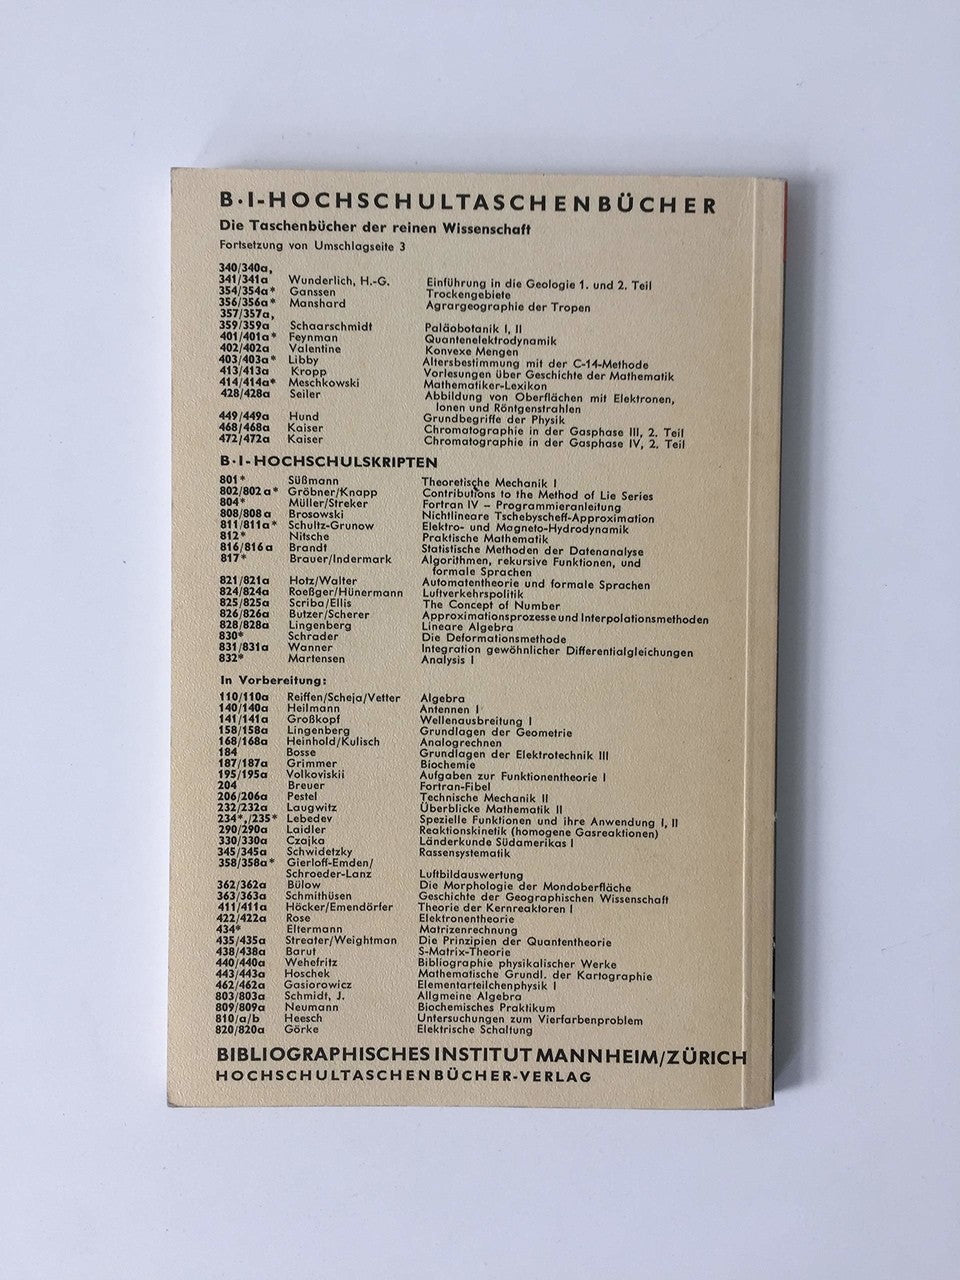 B·I-HOCHSCHULTASCHENBÜCHER
Die Taschenbücher der reinen Wissenschaft
Fortsetzung von Umschlagseite 3
340/340a,
341/341a Wunderlich, H.-G. Einführung in die Geologie 1. und 2. Teil
354/354a* Ganssen Trockengebiete
356/356a* Manshard Agrargeographie der Tropen
357/357a,
359/359a Schaarschmidt Paläobotanik I, II
401/401a* Feynman Quantenelektrodynamik
402/402a Valentine Konvexe Mengen
403/403a* Libby Altersbestimmung mit der C-14-Methode
413/413a Kropp Vorlesungen über Geschichte der Mathematik
414/414a* Meschkowski Mathematiker-Lexikon
428/428a Seiler Abbildung von Oberflächen mit Elektronen,
Ionen und Röntgenstrahlen
449/449a Hund Grundbegriffe der Physik
468/468a Kaiser Chromatographie in der Gasphase III, 2. Teil
472/472a Kaiser Chromatographie in der Gasphase IV, 2. Teil
B·I-HOCHSCHULSKRIPTEN
801* Süßmann Theoretische Mechanik I
802/802a* Gröbner/Knapp Contributions to the Method of Lie Series
804* Müller/Streker Fortran IV – Programmieranleitung
808/808a Brosowski Nichtlineare Tschebyscheff-Approximation
811/811a* Schultz-Grunow Elektro- und Magneto-Hydrodynamik
812* Nitsche Praktische Mathematik
816/816a Brandt Statistische Methoden der Datenanalyse
817* Brauer/Indermark Algorithmen, rekursive Funktionen, und
formale Sprachen
821/821a Hotz/Walter Automatentheorie und formale Sprachen
824/824a Roeßger/Hünermann Luftverkehrspolitik
825/825a Scriba/Ellis The Concept of Number
826/826a Butzer/Scherer Approximationsprozesse und Interpolationsmethoden
828/828a Lingenberg Lineare Algebra
830* Schrader Die Deformationsmethode
831/831a Wanner Integration gewöhnlicher Differentialgleichungen
832* Martensen Analysis I
In Vorbereitung:
110/110a Reiffen/Scheja/Vetter Algebra
140/140a Heilmann Antennen I
141/141a Großkopf Wellenausbreitung I
158/158a Lingenberg Grundlagen der Geometrie
168/168a Heinhold/Kulisch Analogrechnen
184 Bosse Grundlagen der Elektrotechnik III
187/187a Grimmer Biochemie
195/195a Volkoviskii Aufgaben zur Funktionentheorie I
204 Breuer Fortran-Fibel
206/206a Pestel Technische Mechanik II
232/232a Laugwitz Überblicke Mathematik II
234*,/235* Lebedev Spezielle Funktionen und ihre Anwendung I, II
290/290a Laidler Reaktionskinetik (homogene Gasreaktionen)
330/330a Czajka Länderkunde Südamerikas I
345/345a Schwidetzky Rassensystematik
358/358a* Gierloff-Emden/
Schroeder-Lanz Luftbildauswertung
362/362a Bülow Die Morphologie der Mondoberfläche
363/363a Schmithüsen Geschichte der Geographischen Wissenschaft
411/411a Höcker/Emendörfer Theorie der Kernreaktoren I
422/422a Rose Elektronentheorie
434* Eltermann Matrizenrechnung
435/435a Streater/Weightman Die Prinzipien der Quantentheorie
438/438a Barut S-Matrix-Theorie
440/440a Wehefritz Bibliographie physikalischer Werke
443/443a Hoschek Mathematische Grundl. der Kartographie
462/462a Gasiorowicz Elementarteilchenphysik I
803/803a Schmidt, J. Allgmeine Algebra
809/809a Neumann Biochemisches Praktikum
810/a/b Heesch Untersuchungen zum Vierfarbenproblem
820/820a Görke Elektrische Schaltung
BIBLIOGRAPHISCHES INSTITUT MANNHEIM/ZÜRICH
HOCHSCHULTASCHENBÜCHER-VERLAG